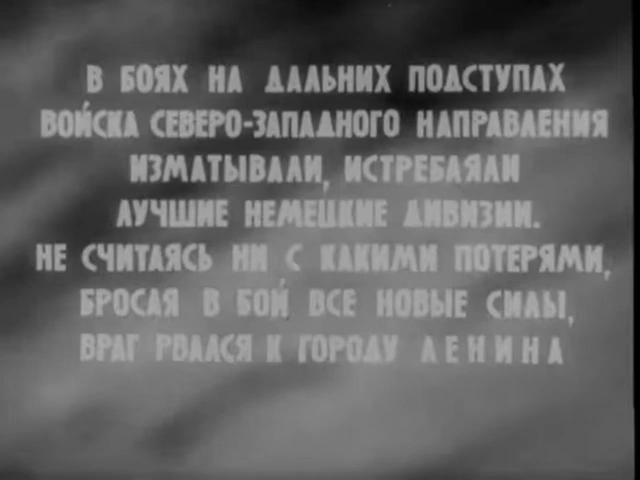 В БОЯХ НА ДАЛЬНИХ ПОДСТУПАХ
ВОЙСКА СЕВЕРО-ЗАПАДНОГО НАПРАВЛЕНИЯ
ИЗМАТЫВАЛИ, ИСТРЕБЛЯЛИ
ЛУЧШИЕ НЕМЕЦКИЕ ДИВИЗИИ.
НЕ СЧИТАЯСЬ НИ С КАКИМИ ПОТЕРЯМИ,
БРОСАЯ В БОЙ ВСЕ НОВЫЕ СИЛЫ,
ВРАГ РВАЛСЯ К ГОРОДУ ЛЕНИНА